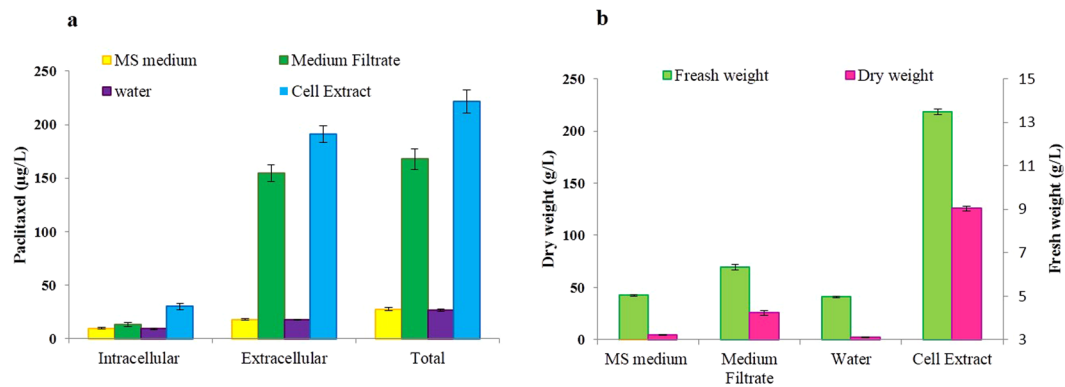 a
MS medium
Medium Filtrate
water
Cell Extract
Paclitaxel (µg/L)
250
200
150
100
50
0
Intracellular
Extracellular
Total
b
Freash weight
Dry weight
Dry weight (g/L)
250
200
150
100
50
0
Fresh weight (g/L)
15
13
11
9
7
5
3
MS medium
Medium
Filtrate
Water
Cell Extract